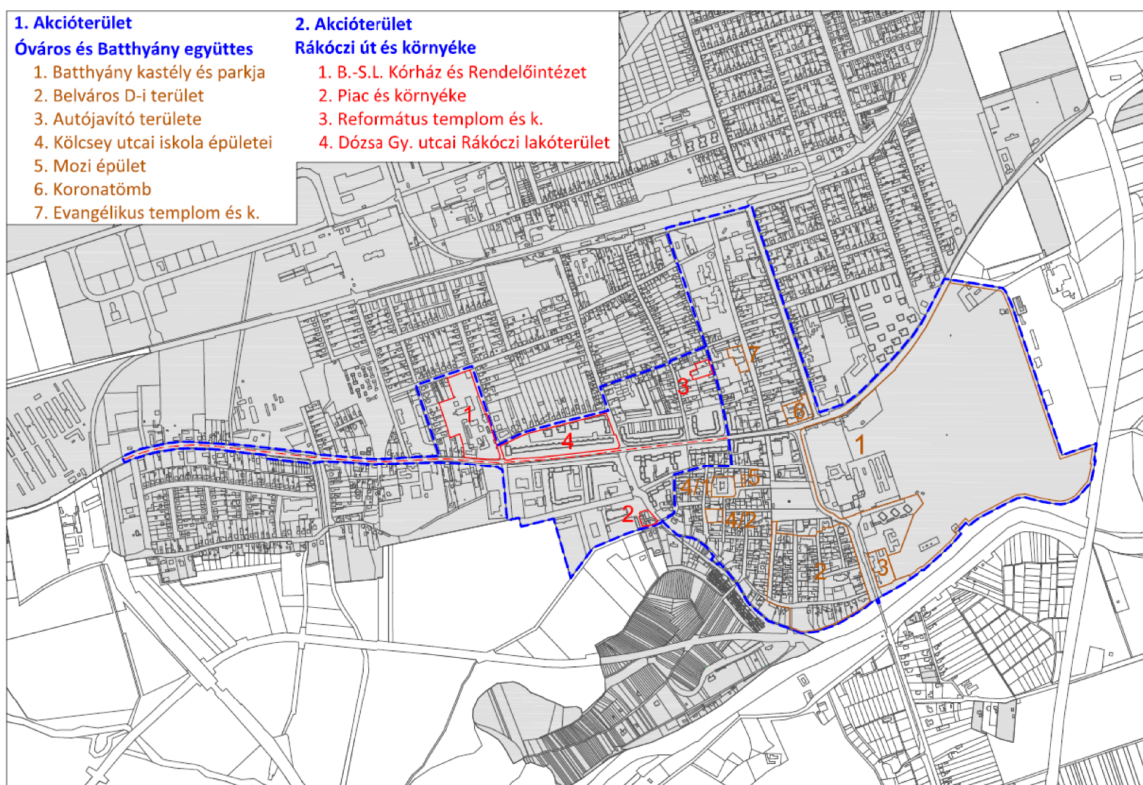 1. Akcióterület
Óváros és Batthyány együttes
1. Batthyány kastély és parkja
2. Belváros D-i terület
3. Autójavító területe
4. Kölcsey utcai iskola épületei
5. Mozi épület
6. Koronatömb
7. Evangélikus templom és k.
2. Akcióterület
Rákóczi út és környéke
1. B.-S.L. Kórház és Rendelőintézet
2. Piac és környéke
3. Református templom és k.
4. Dózsa Gy. utcai Rákóczi lakóterület
7
3
1
6
4
1
4/1
5
2
4/2
2
3